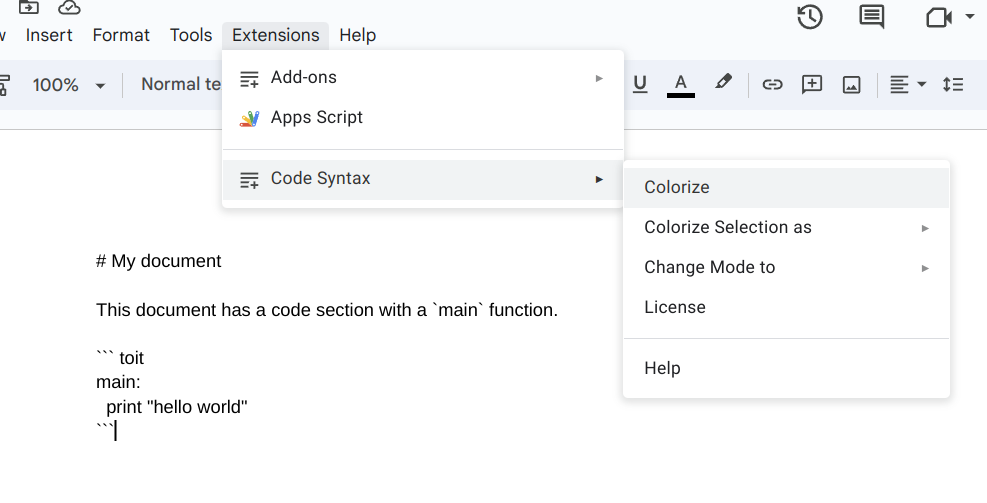 Insert Format Tools Extensions Help
100% Normal te U A
Add-ons
Apps Script
Code Syntax
Colorize
Colorize Selection as
Change Mode to
License
Help
# My document
This document has a code section with a `main` function.
``` toit
main:
  print "hello world"
```